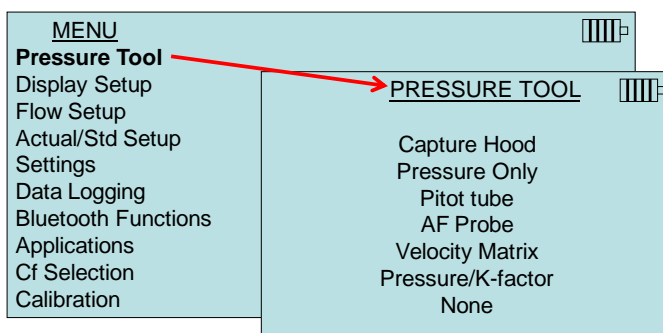 MENU
Pressure Tool
Display Setup
Flow Setup
Actual/Std Setup
Settings
Data Logging
Bluetooth Functions
Applications
Cf Selection
Calibration
PRESSURE TOOL
Capture Hood
Pressure Only
Pitot tube
AF Probe
Velocity Matrix
Pressure/K-factor
None